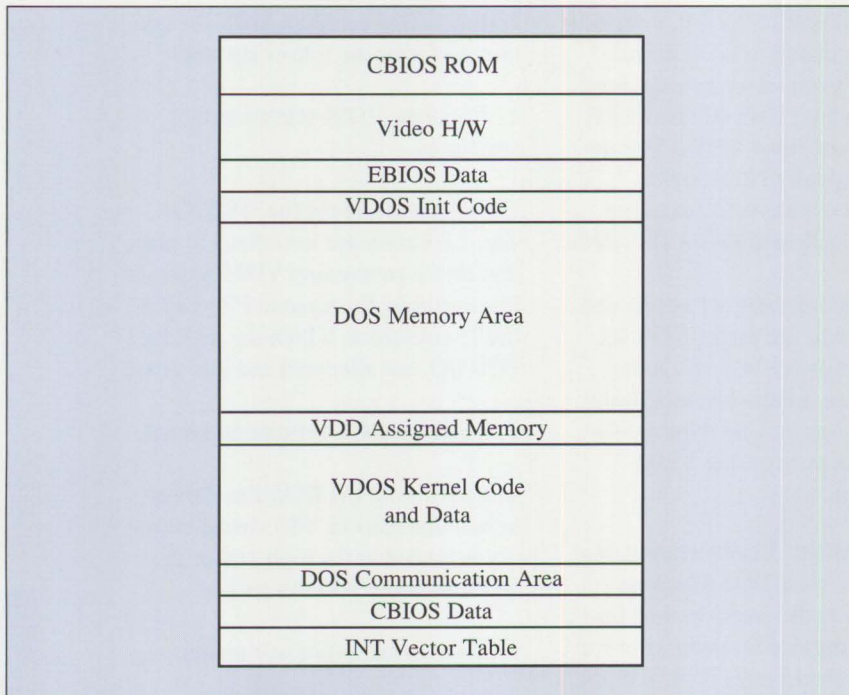 CBIOS ROM
Video H/W
EBIOS Data
VDOS Init Code
DOS Memory Area
VDD Assigned Memory
VDOS Kernel Code
and Data
DOS Communication Area
CBIOS Data
INT Vector Table